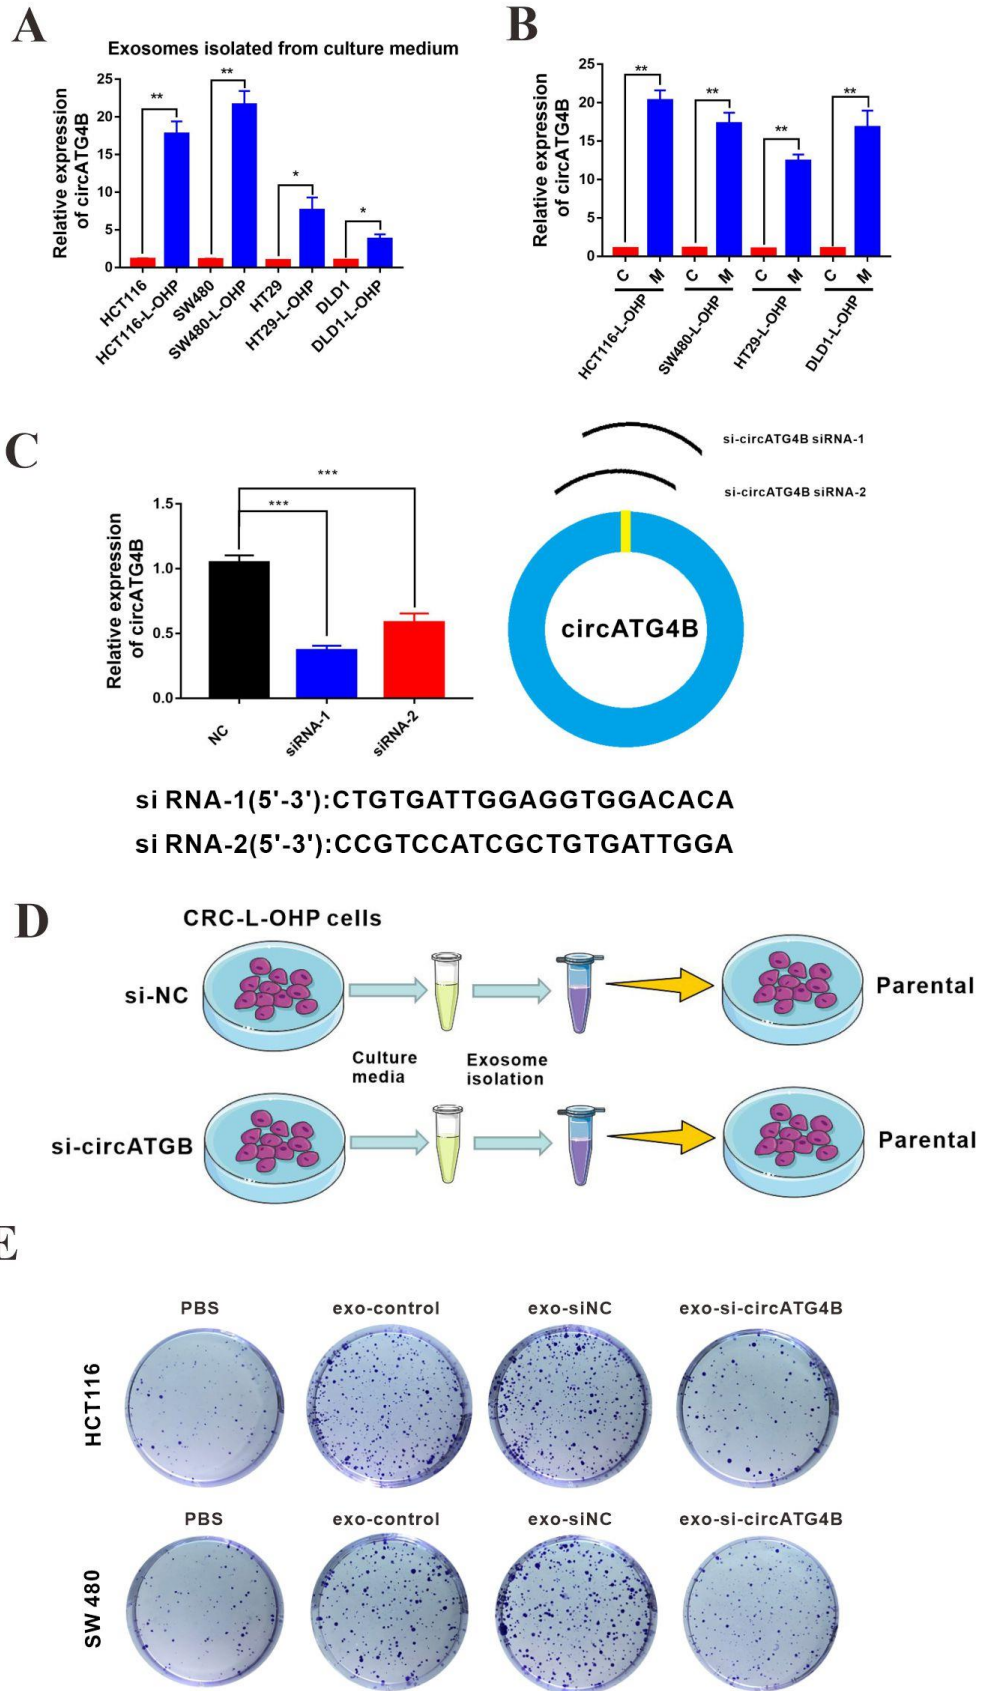 A
Exosomes isolated from culture medium
Relative expression
of circATG4B
25
20
15
10
5
0
**
**
*
*
HCT116
HCT116-L-OHP
SW480
SW480-L-OHP
HT29
HT29-L-OHP
DLD1
DLD1-L-OHP
B
Relative expression
of circATG4B
25
20
15
10
5
0
**
**
**
**
C
M
C
M
C
M
C
M
HCT116-L-OHP
SW480-L-OHP
HT29-L-OHP
DLD1-L-OHP
C
Relative expression
of circATG4B
1.5
1.0
0.5
0.0
***
***
NC
siRNA-1
siRNA-2
si-circATG4B siRNA-1
si-circATG4B siRNA-2
circATG4B
si RNA-1(5'-3'):CTGTGATTGGAGGTGGACACA
si RNA-2(5'-3'):CCGTCCATCGCTGTGATTGGA
D
CRC-L-OHP cells
si-NC
Parental
Culture
media
Exosome
isolation
si-circATGB
Parental
E
PBS exo-control exo-siNC exo-si-circATG4B
HCT116
PBS exo-control exo-siNC exo-si-circATG4B
SW 480